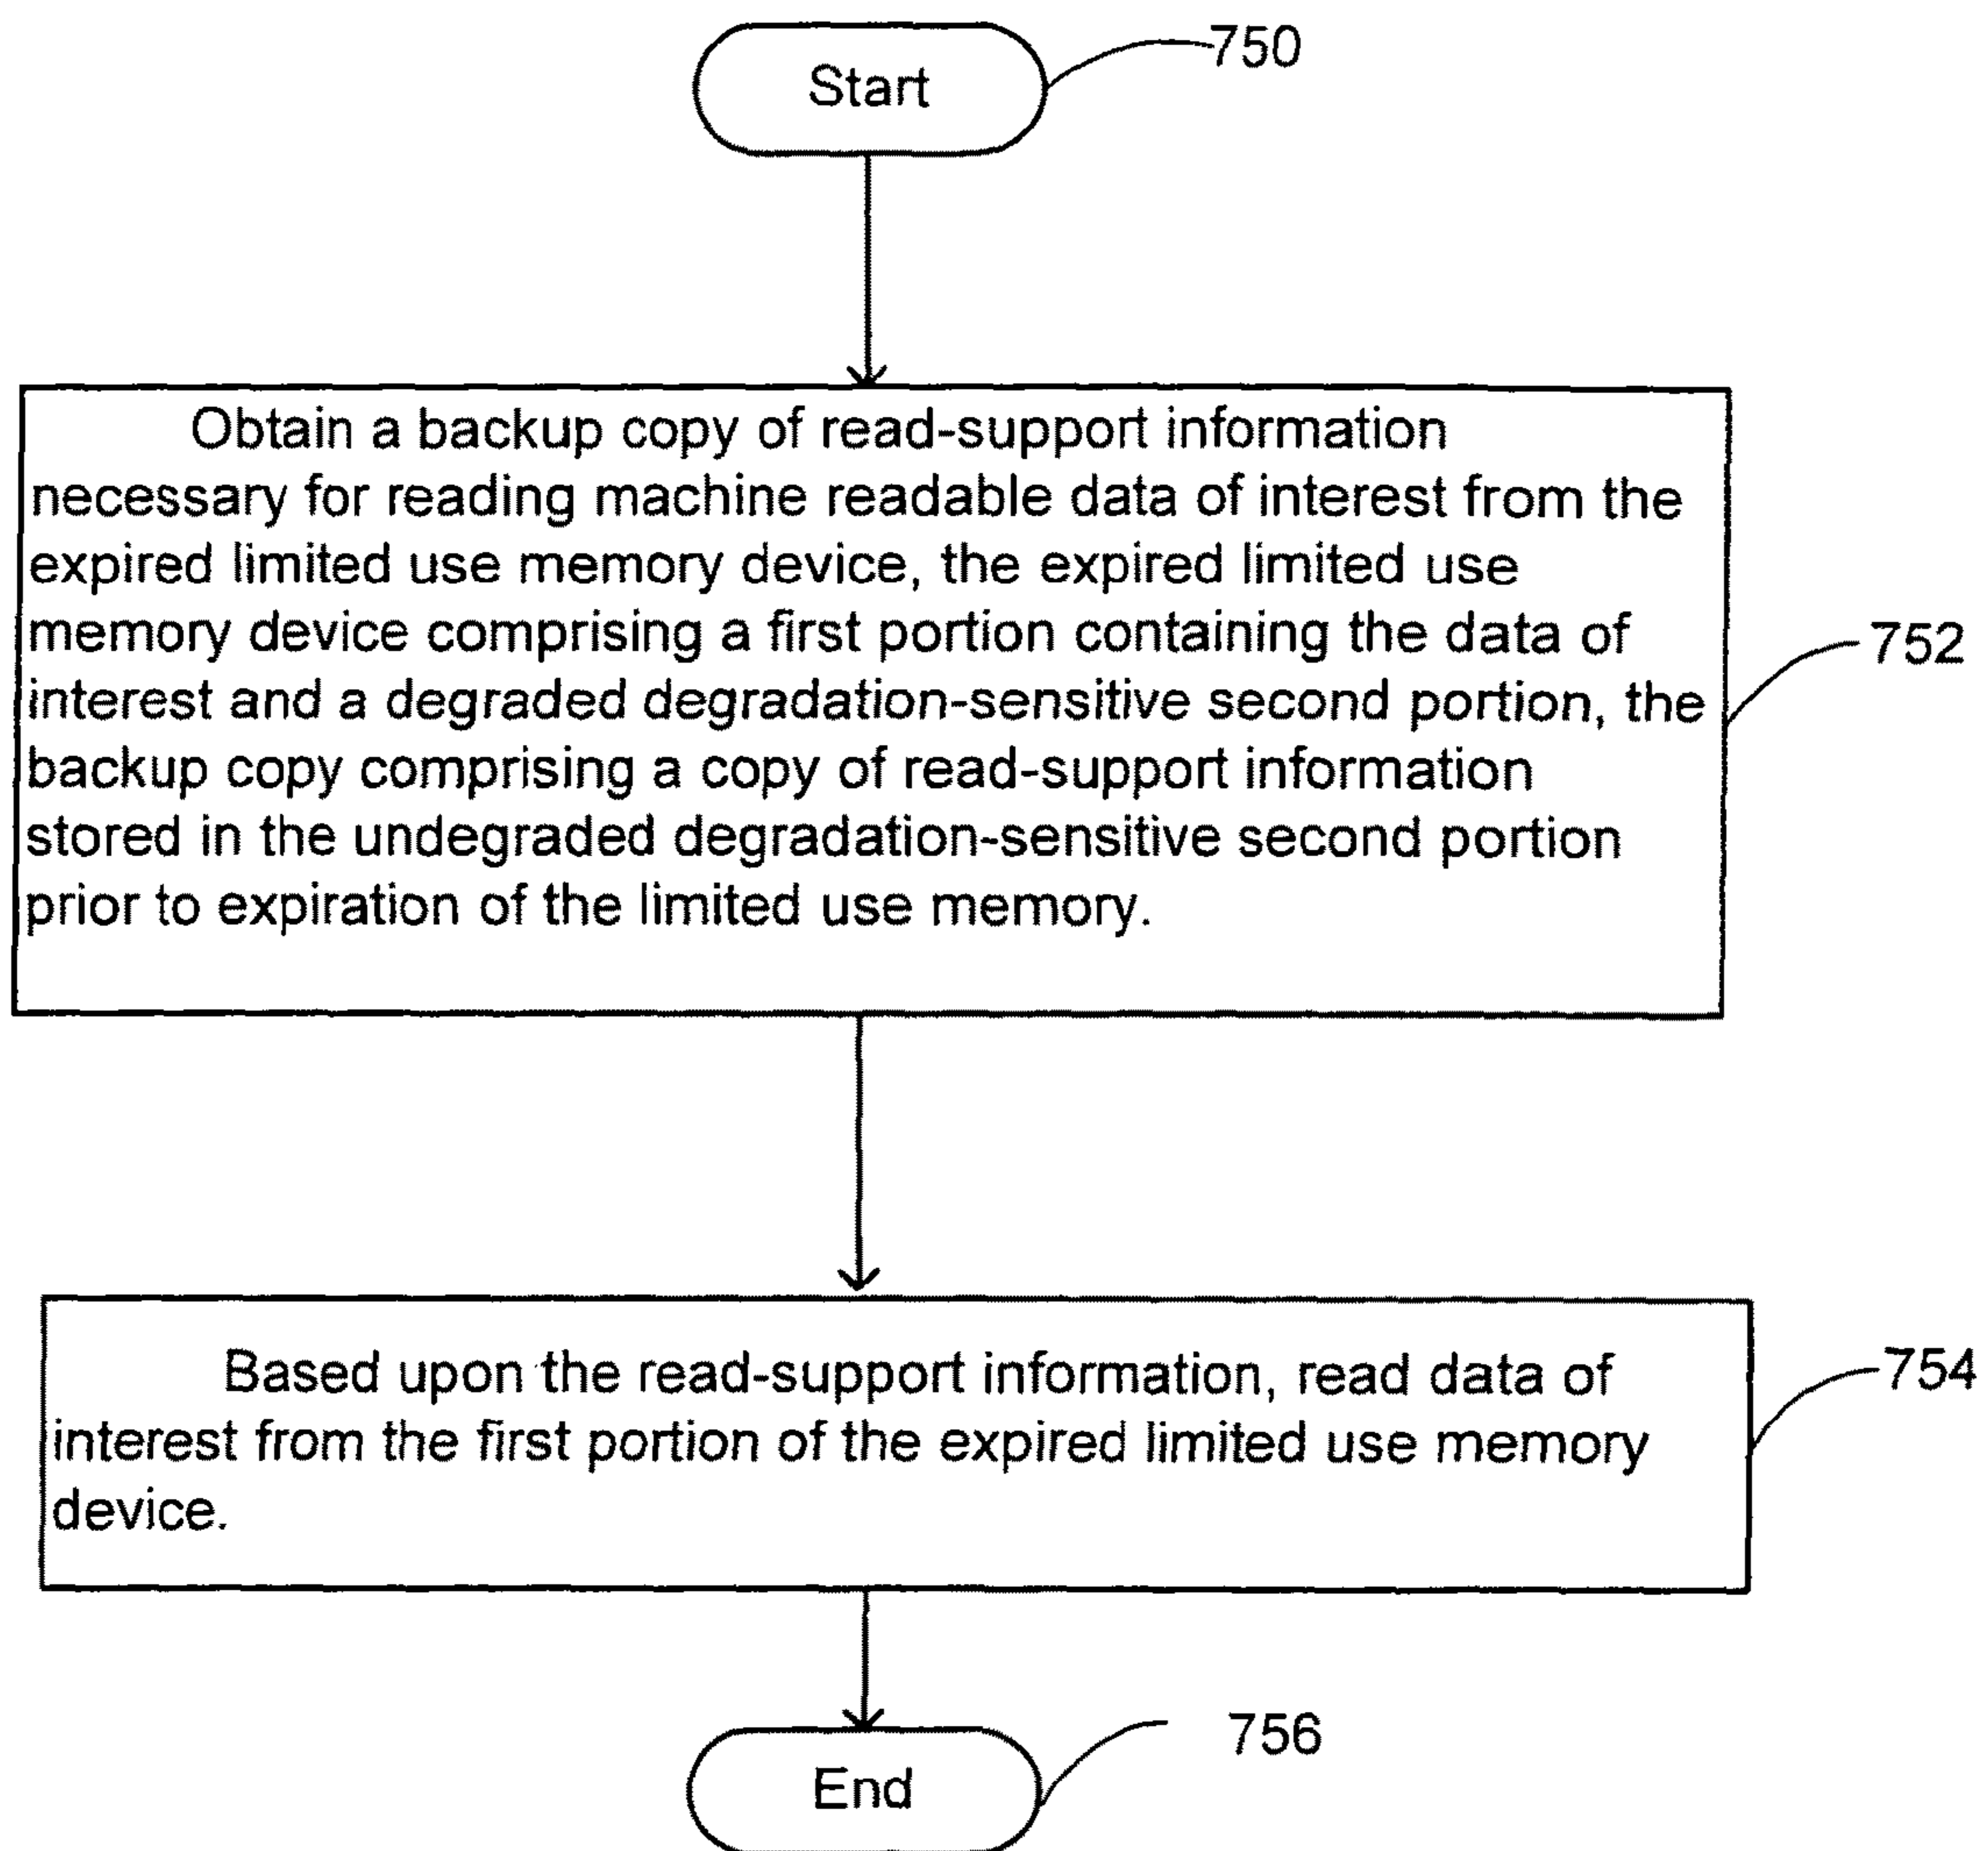 Start
750
Obtain a backup copy of read-support information
necessary for reading machine readable data of interest from the
expired limited use memory device, the expired limited use
memory device comprising a first portion containing the data of
interest and a degraded degradation-sensitive second portion, the
backup copy comprising a copy of read-support information
stored in the undegraded degradation-sensitive second portion
prior to expiration of the limited use memory.
752
Based upon the read-support information, read data of
interest from the first portion of the expired limited use memory
device.
754
End
756